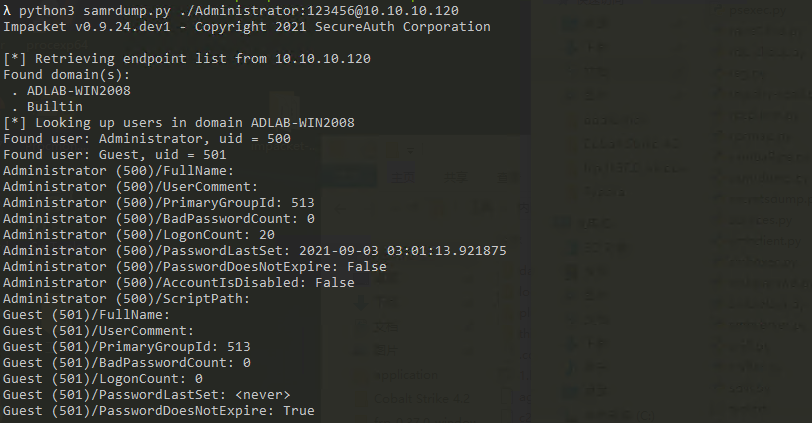 λ python3 samrdump.py ./Administrator:123456@10.10.10.120
Impacket v0.9.24.dev1 - Copyright 2021 SecureAuth Corporation
[*] Retrieving endpoint list from 10.10.10.120
Found domain(s):
 . ADLAB-WIN2008
 . Builtin
[*] Looking up users in domain ADLAB-WIN2008
Found user: Administrator, uid = 500
Found user: Guest, uid = 501
Administrator (500)/FullName:
Administrator (500)/UserComment:
Administrator (500)/PrimaryGroupId: 513
Administrator (500)/BadPasswordCount: 0
Administrator (500)/LogonCount: 20
Administrator (500)/PasswordLastSet: 2021-09-03 03:01:13.921875
Administrator (500)/PasswordDoesNotExpire: False
Administrator (500)/AccountIsDisabled: False
Administrator (500)/ScriptPath:
Guest (501)/FullName:
Guest (501)/UserComment:
Guest (501)/PrimaryGroupId: 513
Guest (501)/BadPasswordCount: 0
Guest (501)/LogonCount: 0
Guest (501)/PasswordLastSet: <never>
Guest (501)/PasswordDoesNotExpire: True